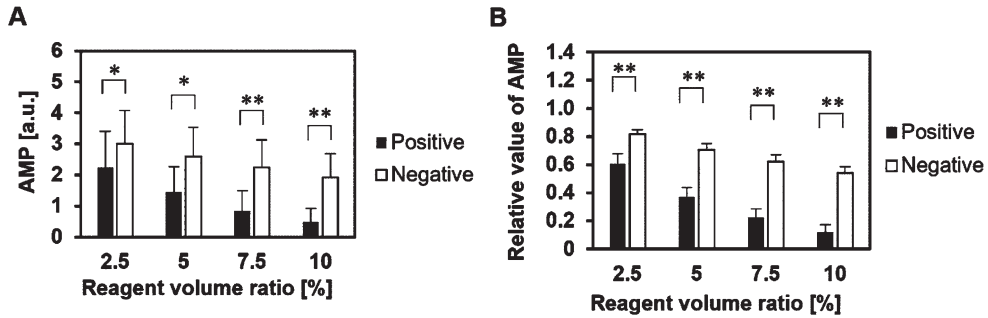 A
AMP [a.u.]
6
5
4
3
2
1
0
*
*
**
**
2.5 5 7.5 10
Reagent volume ratio [%]
Positive
Negative
B
Relative value of AMP
1.4
1.2
1.0
0.8
0.6
0.4
0.2
0
**
**
**
**
2.5 5 7.5 10
Reagent volume ratio [%]
Positive
Negative